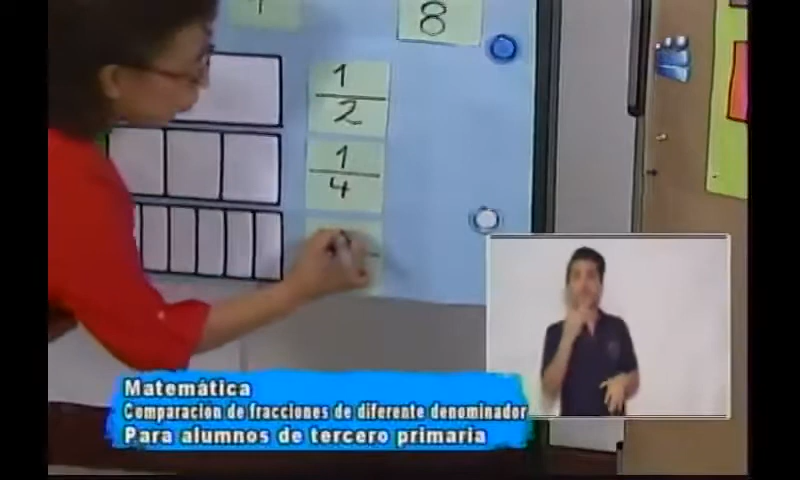 8
1
2
1
4
Matemática
Comparación de fracciones de diferente denominador
Para alumnos de tercero primaria